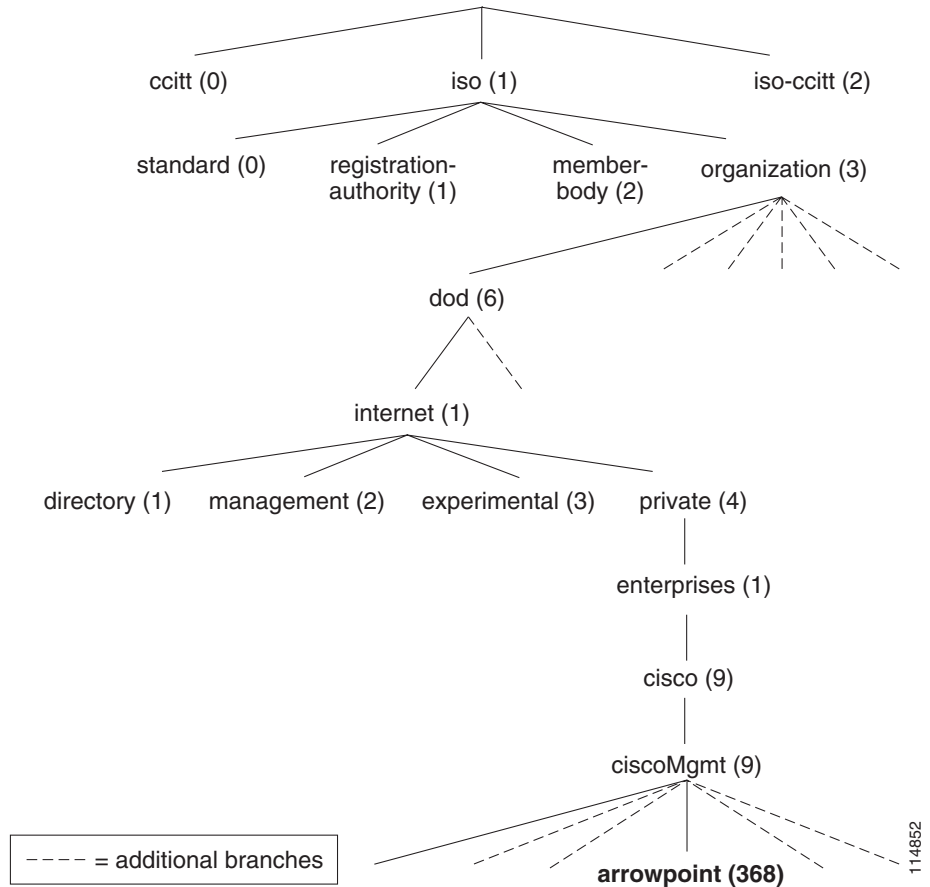 ccitt (0)
iso (1)
iso-ccitt (2)
standard (0)
registration-
authority (1)
member-
body (2)
organization (3)
dod (6)
internet (1)
directory (1)
management (2)
experimental (3)
private (4)
enterprises (1)
cisco (9)
ciscoMgmt (9)
= additional branches
arrowpoint (368)
114852